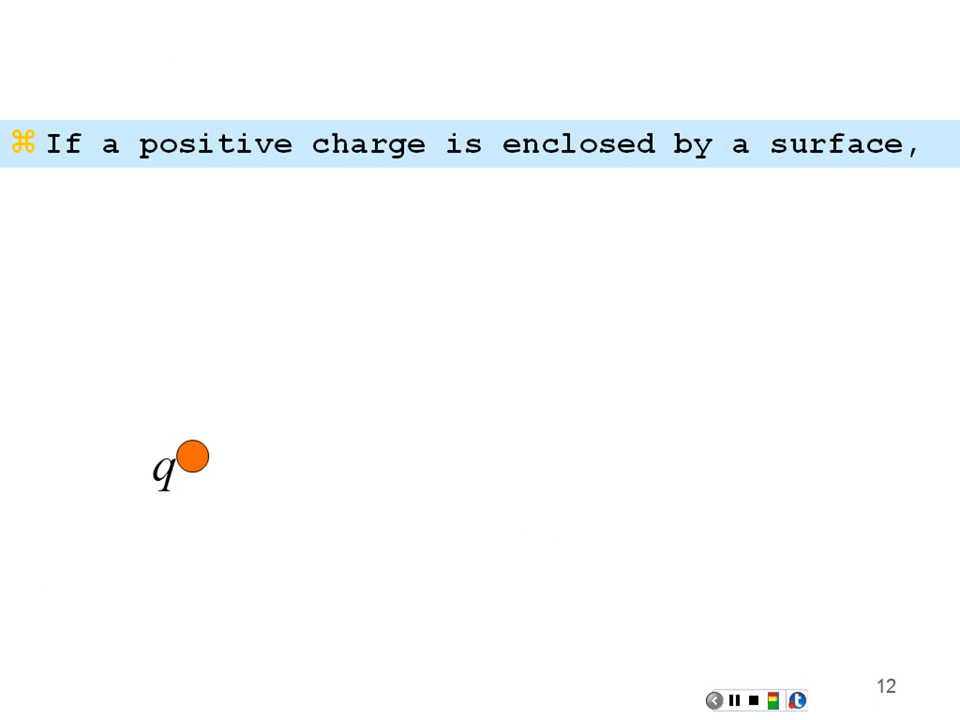 If a positive charge is enclosed by a surface,
q
12